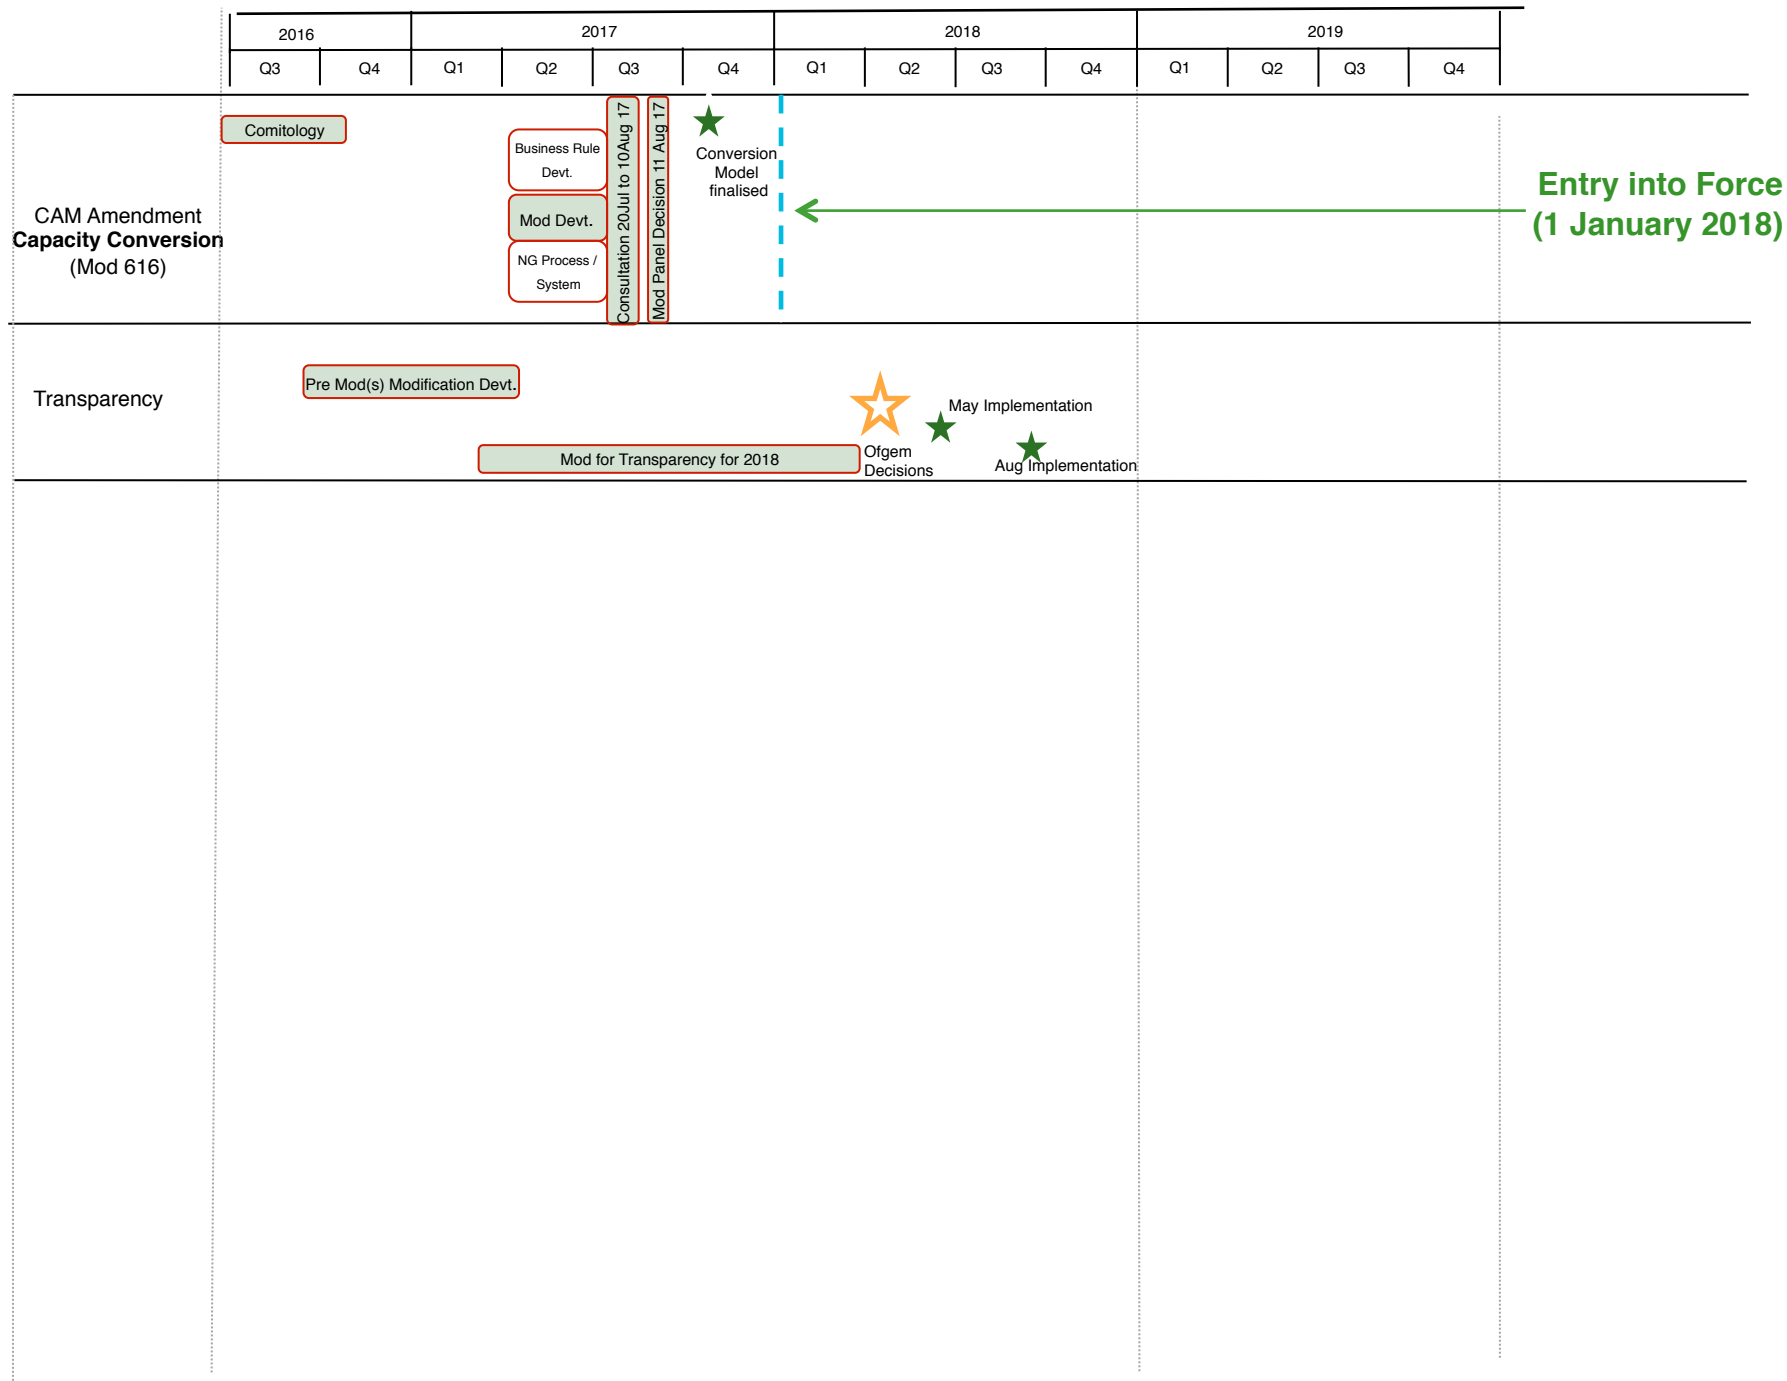 2016
2017
2018
2019
Q3
Q4
Q1
Q2
Q3
Q4
Q1
Q2
Q3
Q4
Q1
Q2
Q3
Q4
CAM Amendment
Capacity Conversion
(Mod 616)
Comitology
Business Rule
Devt.
Mod Devt.
NG Process /
System
Consultation 20Jul to 10Aug 17
Mod Panel Decision 11 Aug 17
Conversion
Model
finalised
Entry into Force
(1 January 2018)
Transparency
Pre Mod(s) Modification Devt.
Mod for Transparency for 2018
Ofgem
Decisions
May Implementation
Aug Implementation